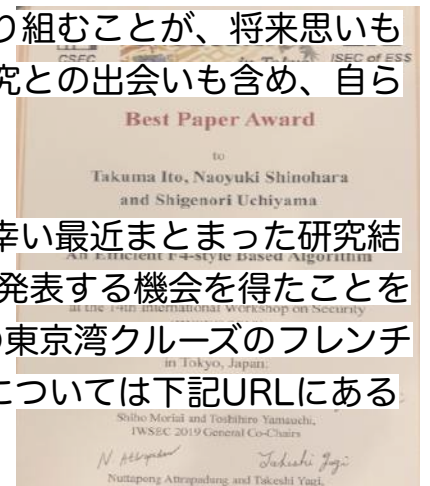 り組むことが、将来思いも
GSEC
ISEC of ESS
究との出会いも含め、自ら
Best Paper Award
to
Takuma Ito, Naoyuki Shinohara
and Shigenori Uchiyama
幸い最近まとまった研究結
An Efficient F4-style Based Algorithm
発表する機会を得たことを
at the 14th International Workshop on Security
の東京湾クルーズのフレンチ
in Tokyo, Japan;
については下記URLにある
Shiho Moriai and Toshihiro Yamauchi,
IWSEC 2019 General Co-Chairs
Nuttapong Attrapadung and Takeshi Yagi,